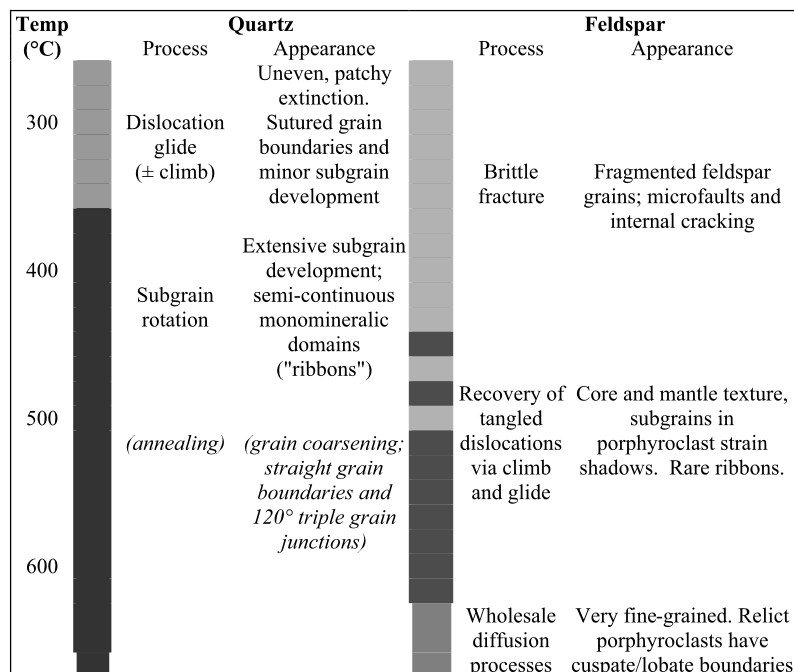 Temp Quartz Feldspar
(°C) Process Appearance Process Appearance
Uneven, patchy
extinction.
300 Dislocation Sutured grain
glide boundaries and
(± climb) minor subgrain Brittle Fragmented feldspar
development fracture grains; microfaults and
internal cracking
Extensive subgrain
400 development;
Subgrain semi-continuous
rotation monomineralic
domains
("ribbons")
Recovery of Core and mantle texture,
500 tangled subgrains in
(annealing) (grain coarsening; dislocations porphyroclast strain
straight grain via climb shadows. Rare ribbons.
boundaries and and glide
120° triple grain
junctions)
600
Wholesale Very fine-grained. Relict
diffusion porphyroclasts have
processes cuspate/lobate boundaries